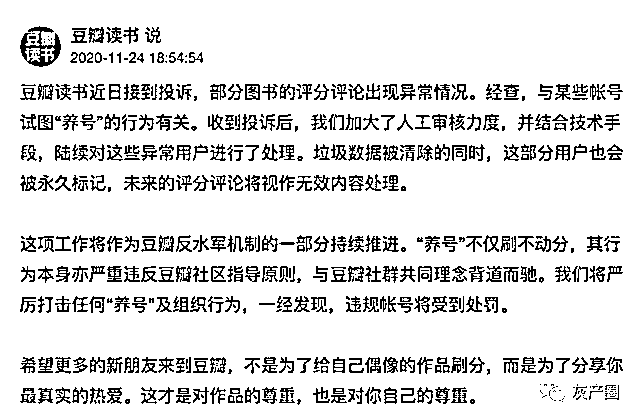 豆瓣读书
豆瓣读书 说
2020-11-24 18:54:54
豆瓣读书近日接到投诉，部分图书的评分评论出现异常情况。经查，与某些帐号
试图“养号”的行为有关。收到投诉后，我们加大了人工审核力度，并结合技术手
段，陆续对这些异常用户进行了处理。垃圾数据被清除的同时，这部分用户也会
被永久标记，未来的评分评论将视作无效内容处理。
这项工作将作为豆瓣反水军机制的一部分持续推进。“养号”不仅刷不动分，其行
为本身亦严重违反豆瓣社区指导原则，与豆瓣社群共同理念背道而驰。我们将严
厉打击任何“养号"及组织行为，一经发现，违规帐号将受到处罚。
希望更多的新朋友来到豆瓣，不是为了给自己偶像的作品刷分，而是为了分享你
最真实的热爱。这才是对作品的尊重，也是对你自己的尊重。
灰产圈